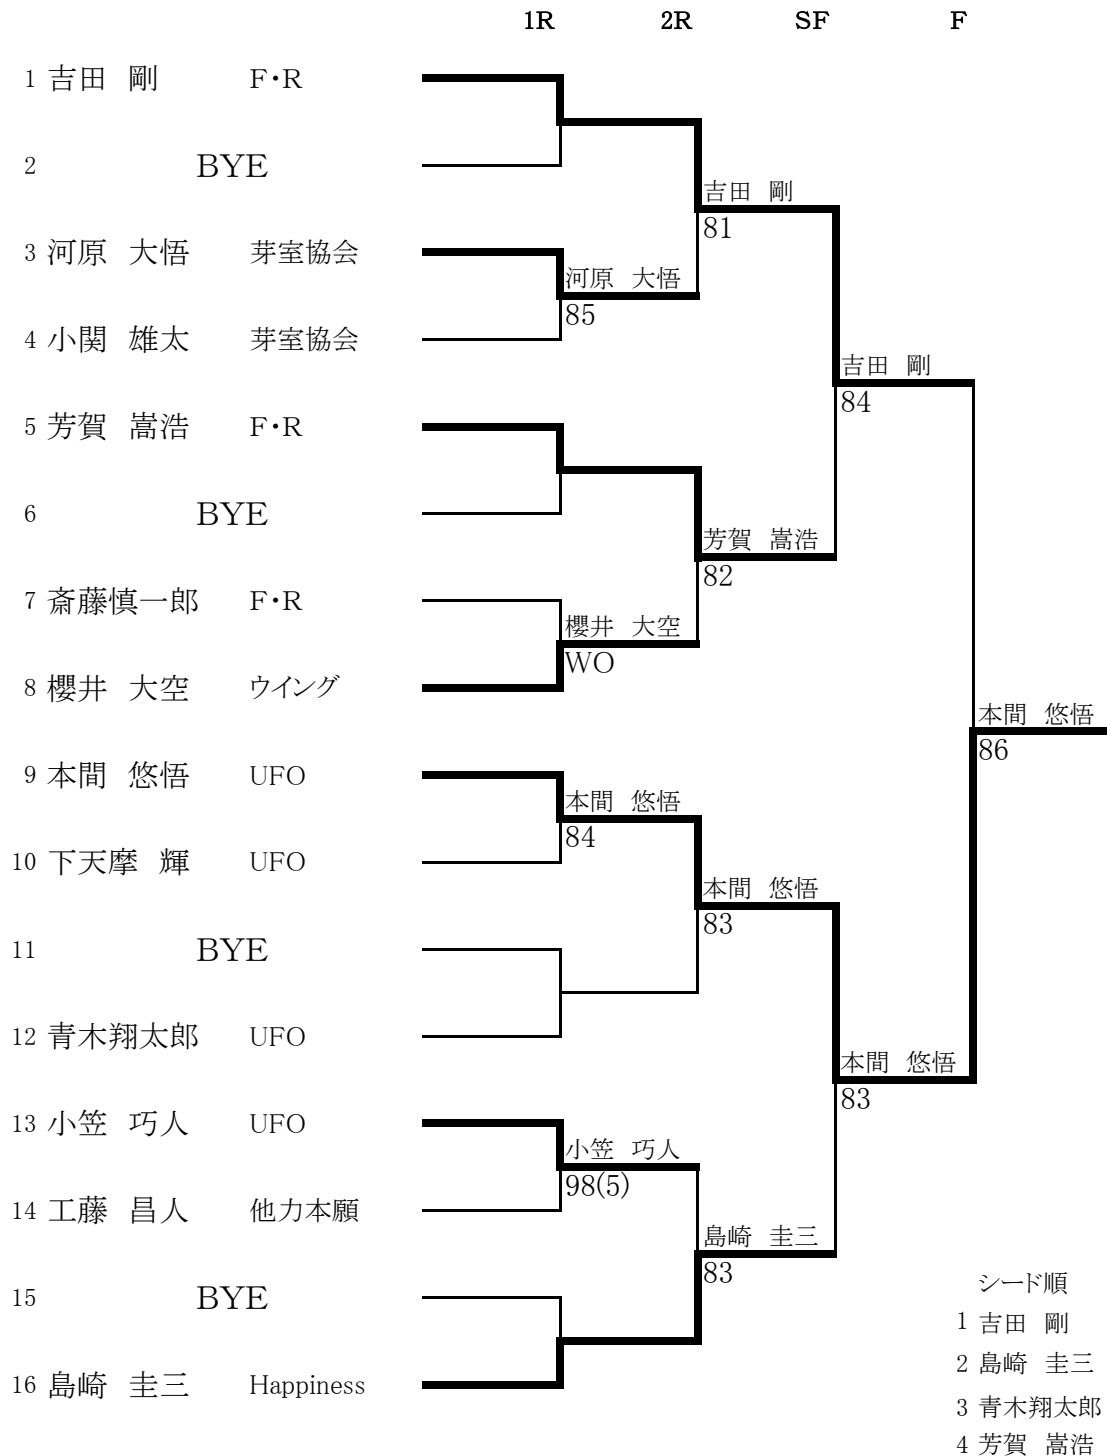 1R 2R SF F
1 吉田 剛 F・R
2 BYE
吉田 剛
81
3 河原 大悟 芽室協会
河原 大悟
85
4 小関 雄太 芽室協会
吉田 剛
84
5 芳賀 嵩浩 F・R
6 BYE
芳賀 嵩浩
82
7 斎藤慎一郎 F・R
櫻井 大空
WO
8 櫻井 大空 ウイング
本間 悠悟
86
9 本間 悠悟 UFO
本間 悠悟
84
10 下天摩 輝 UFO
本間 悠悟
83
11 BYE
12 青木翔太郎 UFO
本間 悠悟
83
13 小笠 巧人 UFO
小笠 巧人
98(5)
14 工藤 昌人 他力本願
島崎 圭三
83
15 BYE
16 島崎 圭三 Happiness
シード順
1 吉田 剛
2 島崎 圭三
3 青木翔太郎
4 芳賀 嵩浩